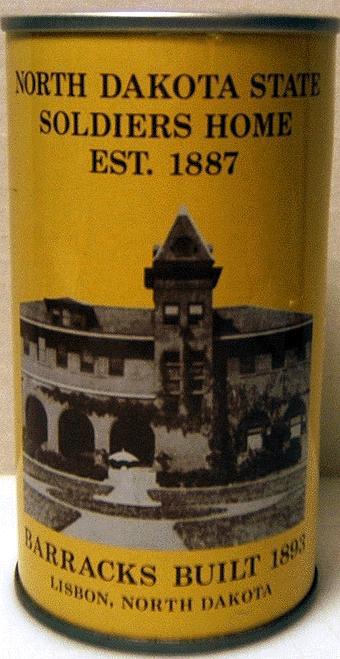 NORTH DAKOTA STATE
SOLDIERS HOME
EST. 1887
BARRACKS BUILT 1893
LISBON, NORTH DAKOTA